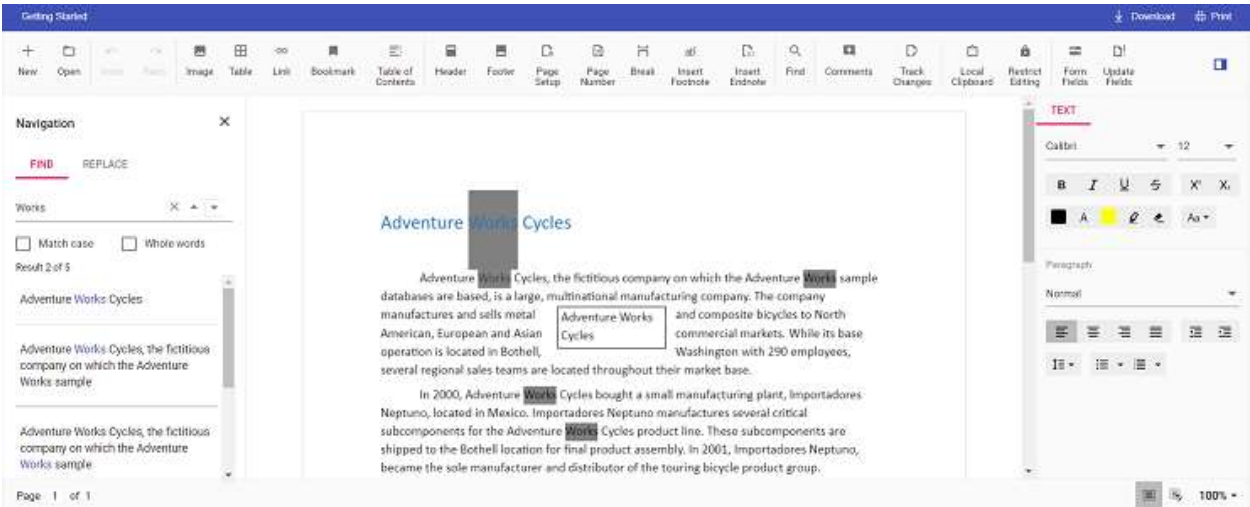 Getting Started
Download
Print
New
Open
Image
Table
Link
Bookmark
Table of Contents
Header
Footer
Page Setup
Page Number
Break
Insert Footnote
Insert Endnote
Find
Comments
Track Changes
Local Clipboard
Restrict Editing
Form Fields
Update Fields
Navigation
FIND REPLACE
Works
Match case Whole words
Result 2 of 5
Adventure Works Cycles
Adventure Works Cycles, the fictitious
company on which the Adventure
Works sample
Adventure Works Cycles, the fictitious
company on which the Adventure
Works sample
Adventure Works Cycles
Adventure Works Cycles, the fictitious company on which the Adventure Works sample
databases are based, is a large, multinational manufacturing company. The company
manufactures and sells metal and composite bicycles to North
American, European and Asian commercial markets. While its base
operation is located in Bothell, Washington with 290 employees,
several regional sales teams are located throughout their market base.
Adventure Works
Cycles
In 2000, Adventure Works Cycles bought a small manufacturing plant, Importadores
Neptuno, located in Mexico. Importadores Neptuno manufactures several critical
subcomponents for the Adventure Works Cycles product line. These subcomponents are
shipped to the Bothell location for final product assembly. In 2001, Importadores Neptuno,
became the sole manufacturer and distributor of the touring bicycle product group.
TEXT
Calibri 12
B I U S X
A Aa
Paragraph
Normal
Page 1 of 1
100%